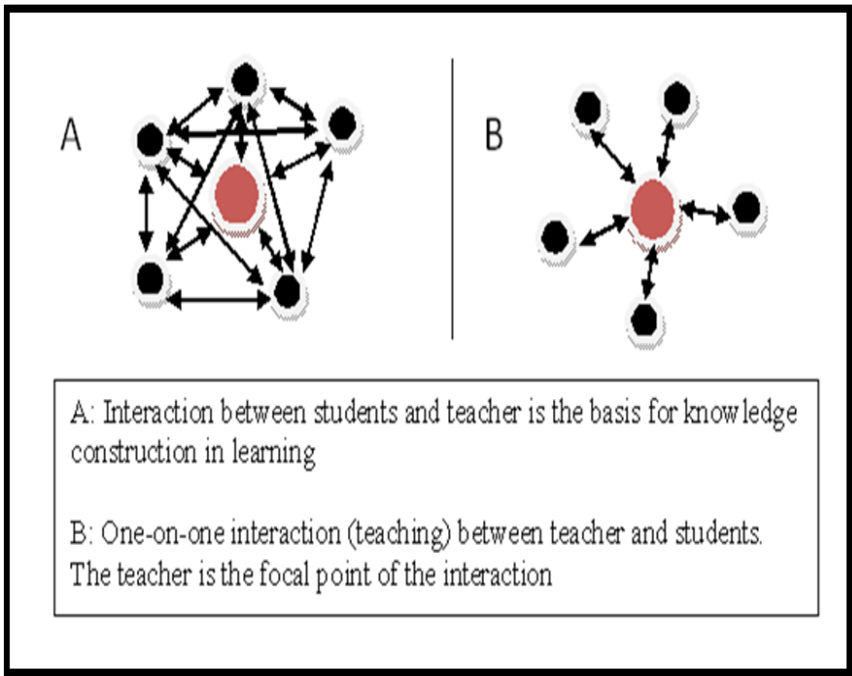 A
B
A: Interaction between students and teacher is the basis for knowledge
construction in learning
B: One-on-one interaction (teaching) between teacher and students.
The teacher is the focal point of the interaction